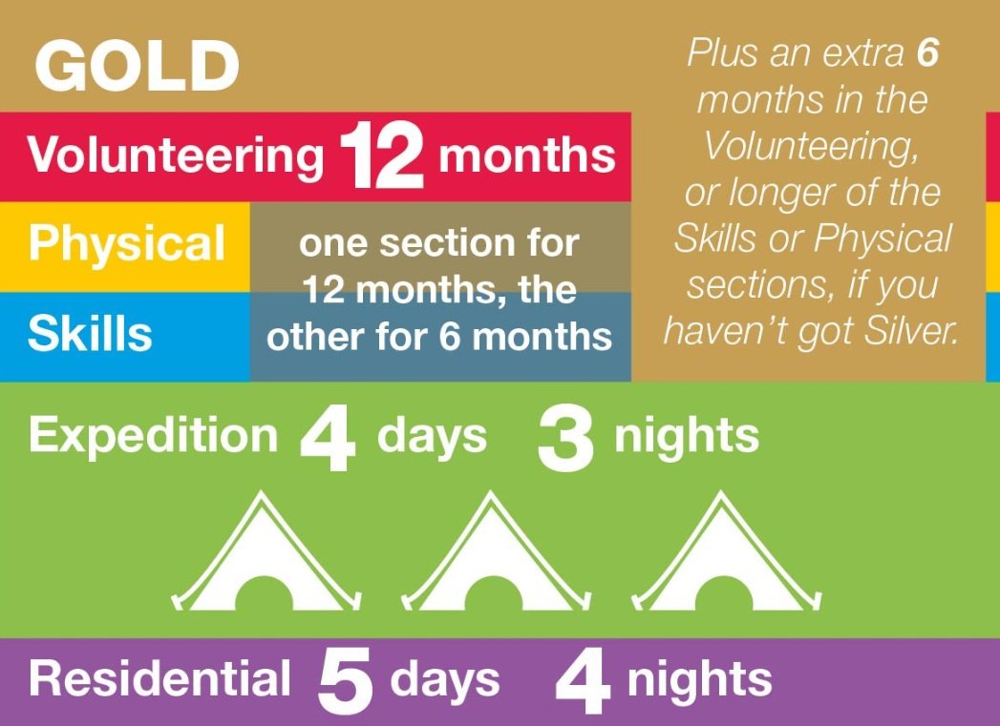 GOLD
Plus an extra 6
months in the
Volunteering,
or longer of the
Skills or Physical
sections, if you
haven't got Silver.
Volunteering 12 months
Physical
one section for
12 months, the
other for 6 months
Skills
Expedition 4 days 3 nights
Residential 5 days 4 nights